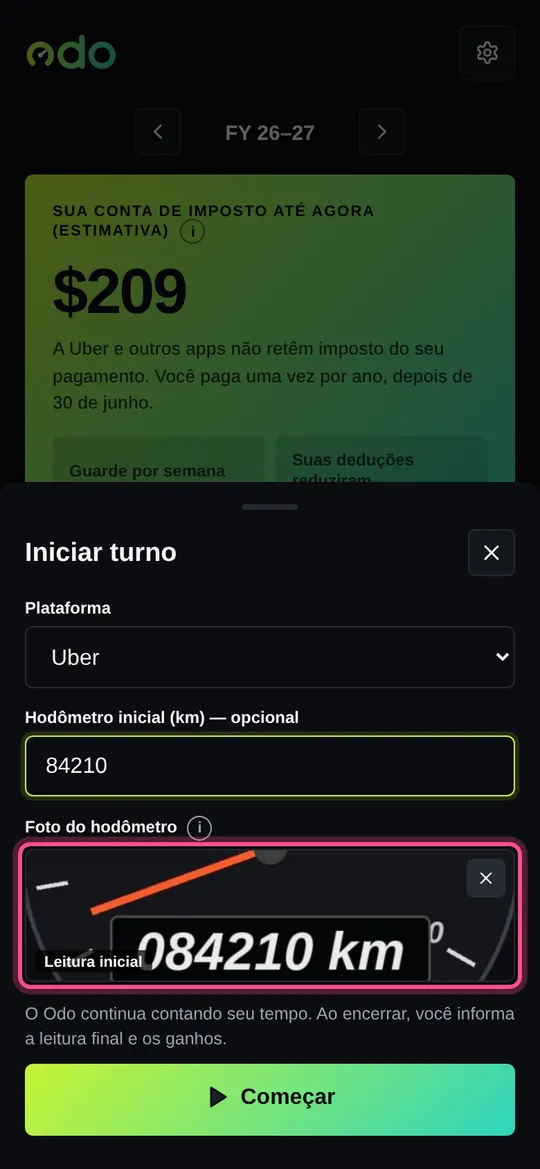 odo
FY 26–27
SUA CONTA DE IMPOSTO ATÉ AGORA
(ESTIMATIVA) i
$209
A Uber e outros apps não retêm imposto do seu
pagamento. Você paga uma vez por ano, depois de
30 de junho.
Guarde por semana
Suas deduções
reduziram
Iniciar turno
Plataforma
Uber
Hodômetro inicial (km) — opcional
84210
Foto do hodômetro i
084210 km
0
Leitura inicial
O Odo continua contando seu tempo. Ao encerrar, você informa
a leitura final e os ganhos.
Começar